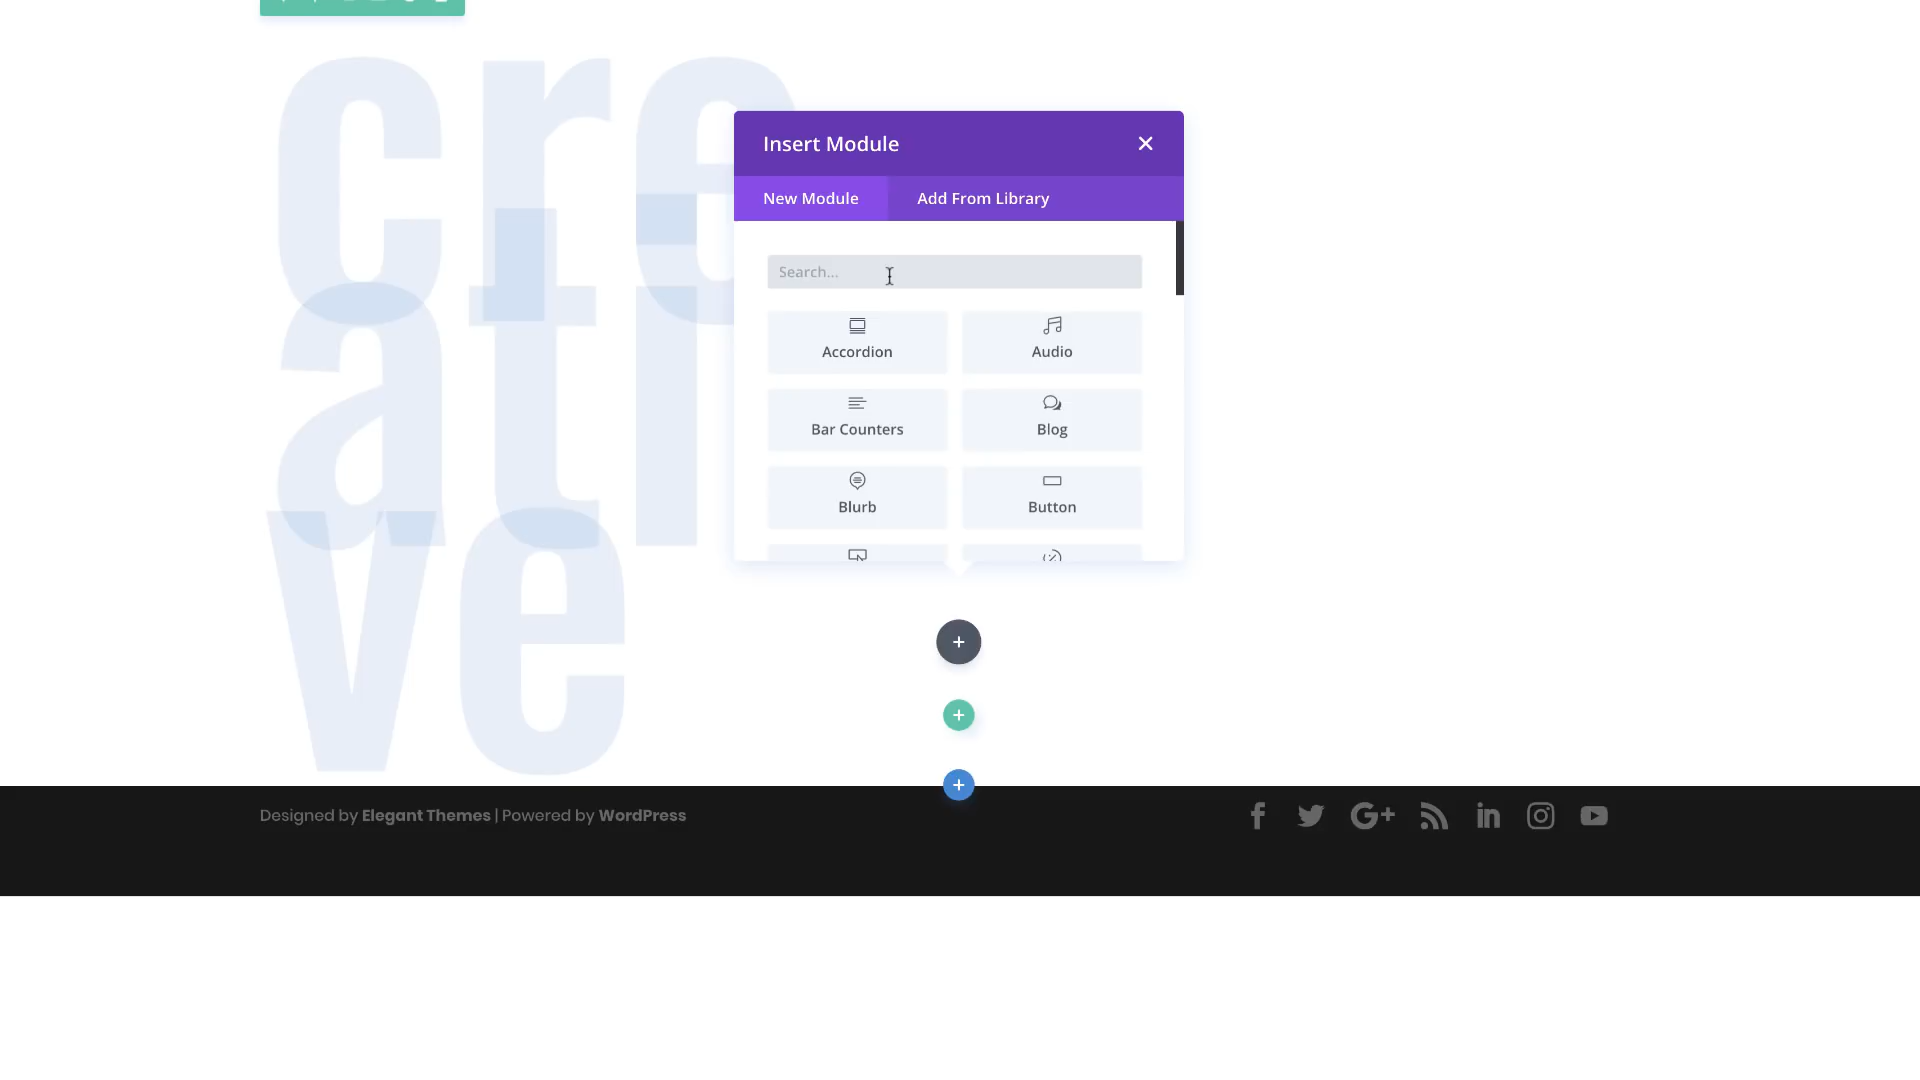 cre
ati
ve
Insert Module
New Module
Add From Library
Search...
Accordion
Audio
Bar Counters
Blog
Blurb
Button
Designed by Elegant Themes | Powered by WordPress